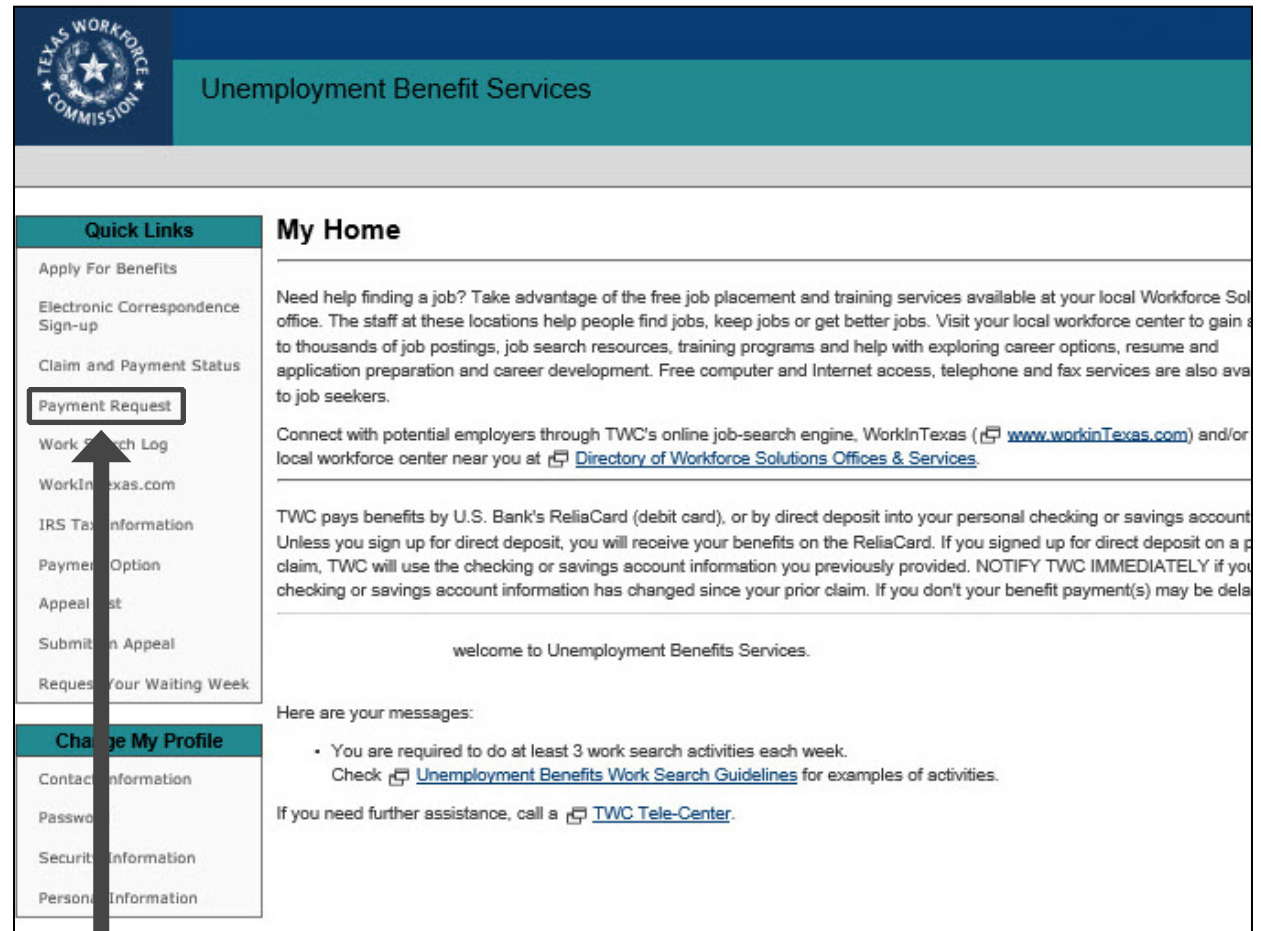 TEXAS WORKFORCE COMMISSION
Unemployment Benefit Services
Quick Links
Apply For Benefits
Electronic Correspondence
Sign-up
Claim and Payment Status
Payment Request
Work Search Log
WorkInTexas.com
IRS Tax Information
Payment Option
Appeal List
Submit an Appeal
Request Your Waiting Week
Change My Profile
Contact Information
Password
Security Information
Personal Information
My Home
Need help finding a job? Take advantage of the free job placement and training services available at your local Workforce Sol
office. The staff at these locations help people find jobs, keep jobs or get better jobs. Visit your local workforce center to gain
to thousands of job postings, job search resources, training programs and help with exploring career options, resume and
application preparation and career development. Free computer and Internet access, telephone and fax services are also ava
to job seekers.
Connect with potential employers through TWC's online job-search engine, WorkInTexas ( www.workinTexas.com) and/or
local workforce center near you at Directory of Workforce Solutions Offices & Services.
TWC pays benefits by U.S. Bank's ReliaCard (debit card), or by direct deposit into your personal checking or savings account
Unless you sign up for direct deposit, you will receive your benefits on the ReliaCard. If you signed up for direct deposit on a p
claim, TWC will use the checking or savings account information you previously provided. NOTIFY TWC IMMEDIATELY if you
checking or savings account information has changed since your prior claim. If you don't your benefit payment(s) may be dela
welcome to Unemployment Benefits Services.
Here are your messages:
• You are required to do at least 3 work search activities each week.
Check Unemployment Benefits Work Search Guidelines for examples of activities.
If you need further assistance, call a TWC Tele-Center.